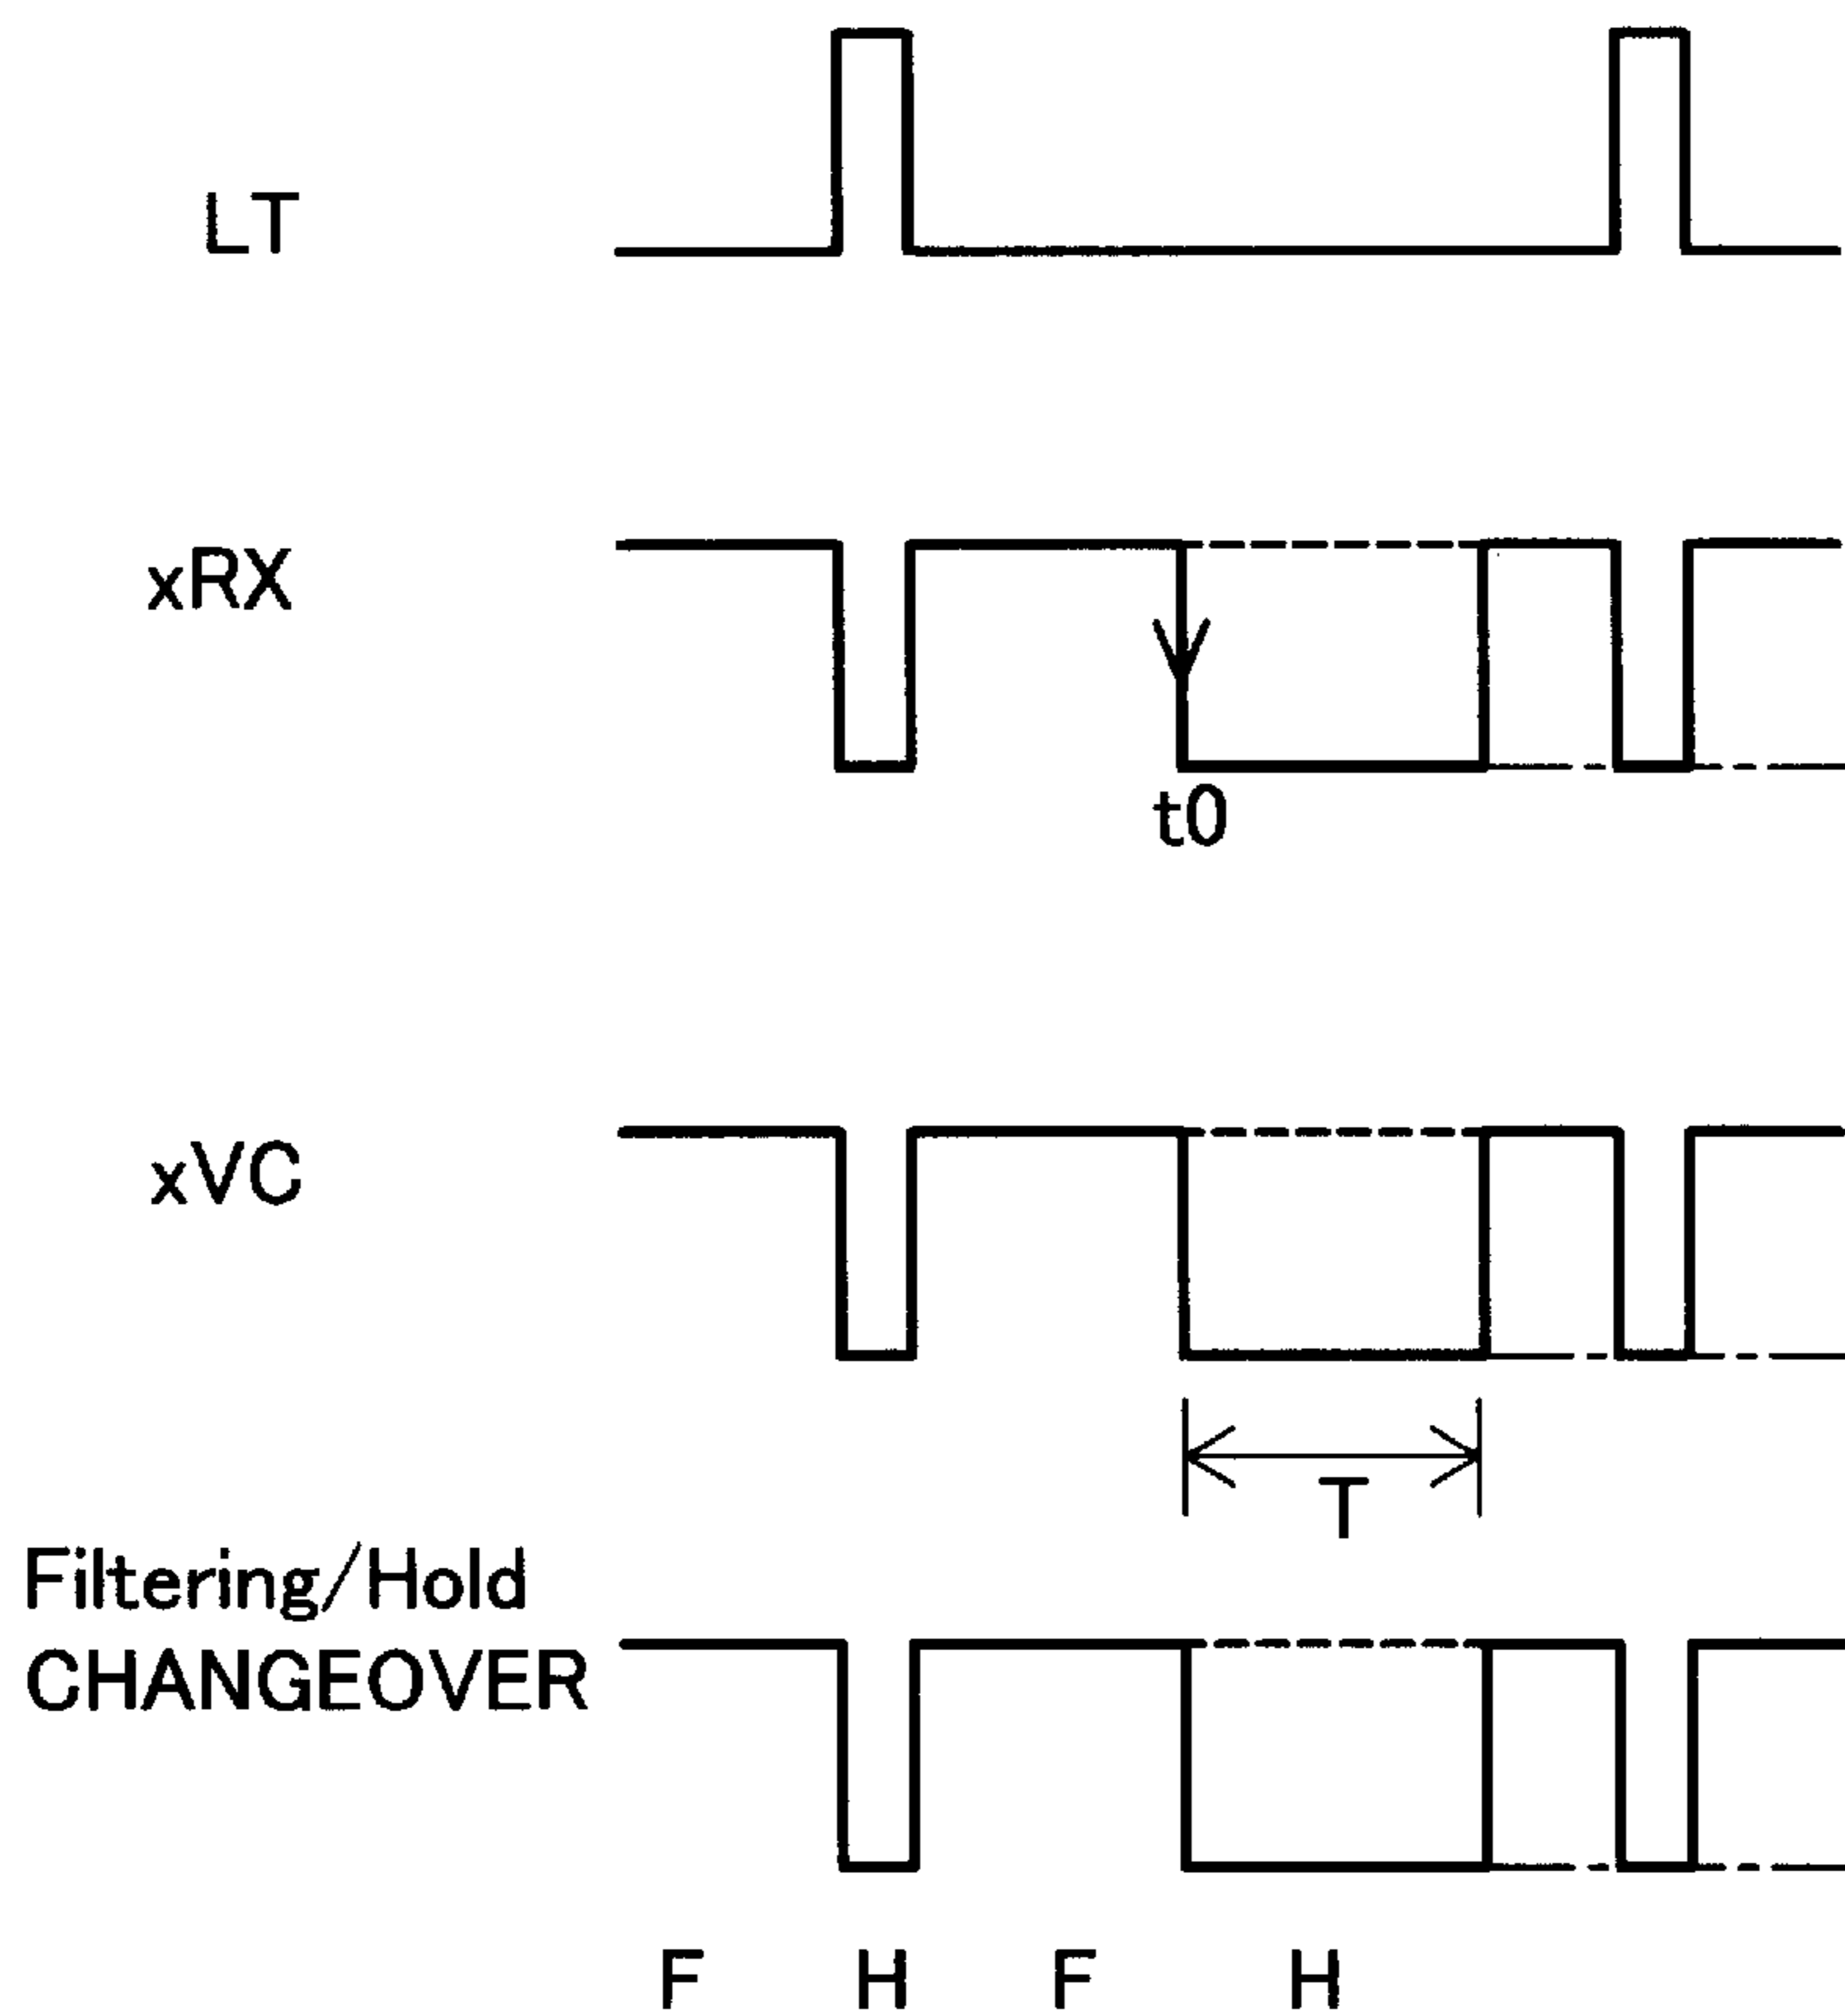 LT
xRX
t0
xVC
T
Filtering/Hold
CHANGEOVER
F H F H